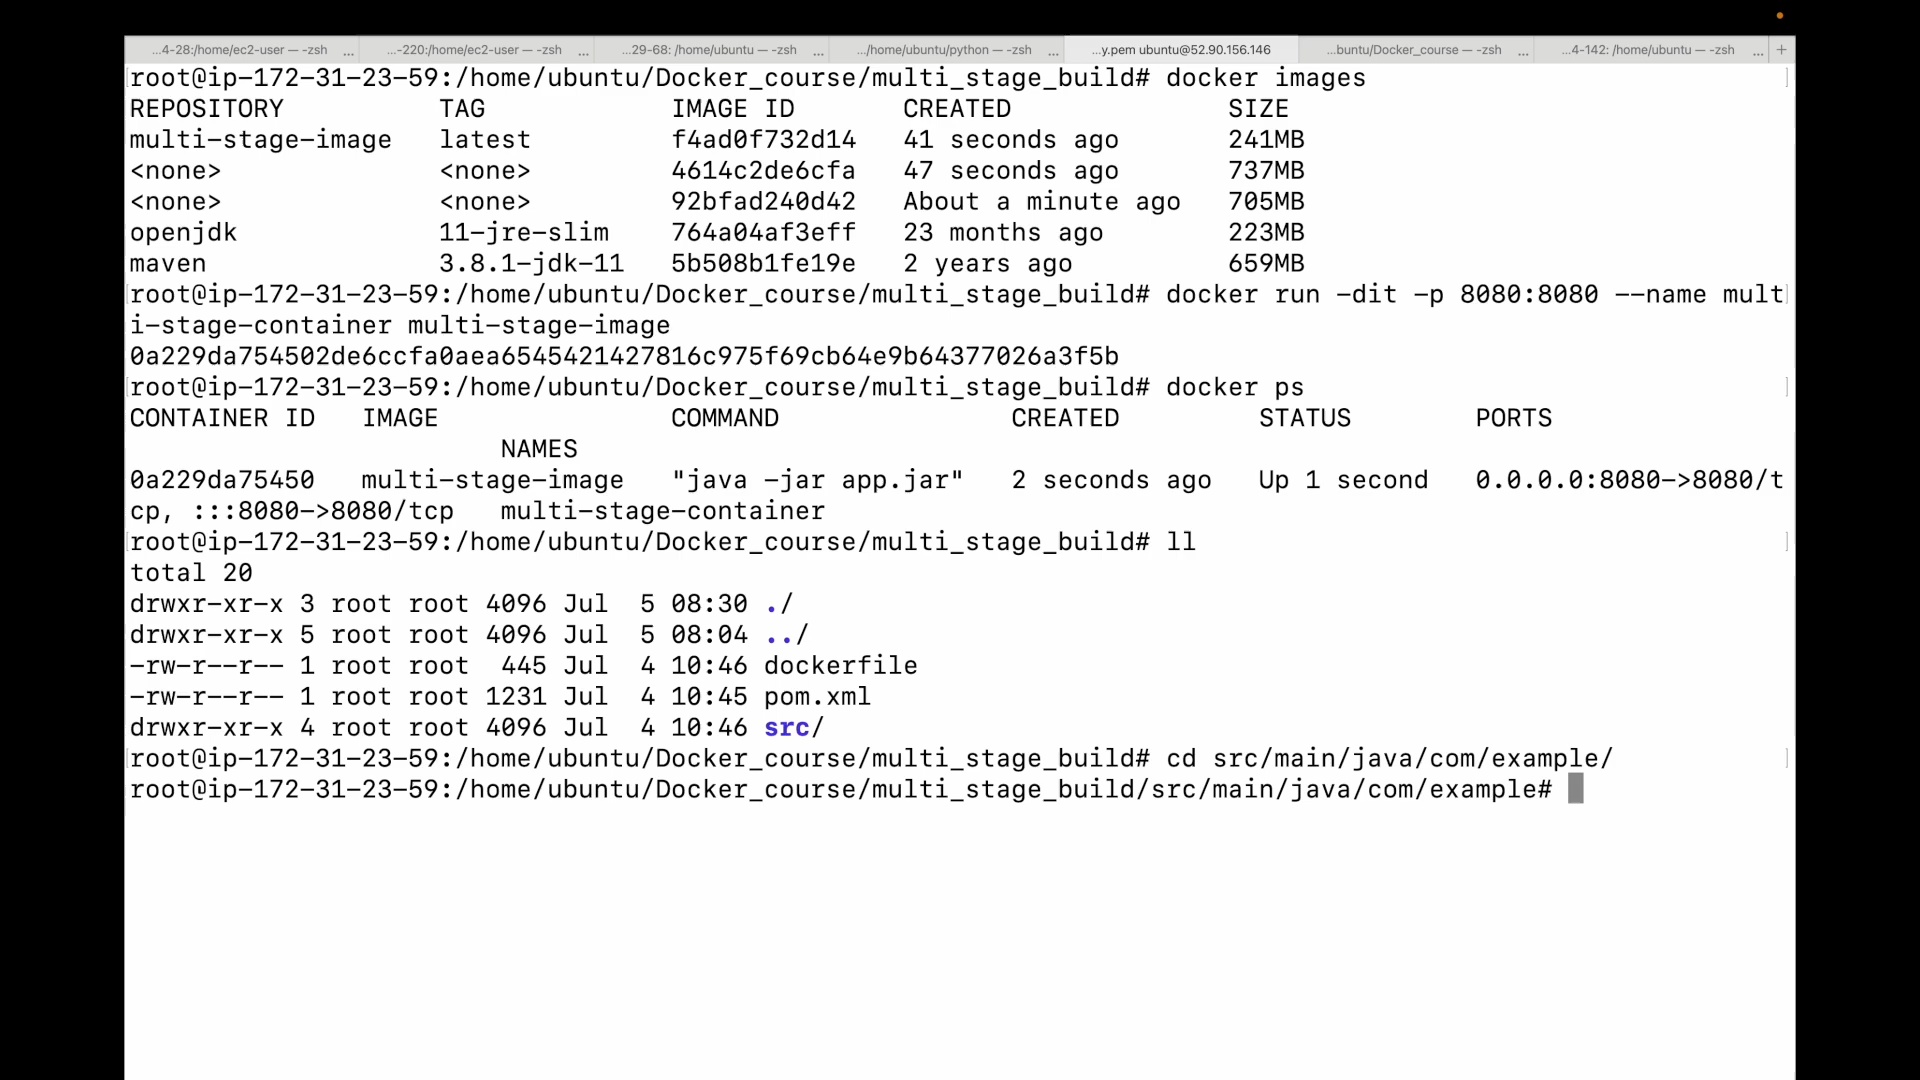 ...4-28:/home/ec2-user — -zsh ... ...-220:/home/ec2-user — -zsh ... ...29-68: /home/ubuntu — -zsh ... .../home/ubuntu/python — -zsh ... ...y.pem ubuntu@52.90.156.146 ...buntu/Docker_course — -zsh ... ...4-142: /home/ubuntu — -zsh ... +
root@ip-172-31-23-59:/home/ubuntu/Docker_course/multi_stage_build# docker images
REPOSITORY TAG IMAGE ID CREATED SIZE
multi-stage-image latest f4ad0f732d14 41 seconds ago 241MB
<none> <none> 4614c2de6cfa 47 seconds ago 737MB
<none> <none> 92bfad240d42 About a minute ago 705MB
openjdk 11-jre-slim 764a04af3eff 23 months ago 223MB
maven 3.8.1-jdk-11 5b508b1fe19e 2 years ago 659MB
root@ip-172-31-23-59:/home/ubuntu/Docker_course/multi_stage_build# docker run -dit -p 8080:8080 --name mult
i-stage-container multi-stage-image
0a229da754502de6ccfa0aea6545421427816c975f69cb64e9b64377026a3f5b
root@ip-172-31-23-59:/home/ubuntu/Docker_course/multi_stage_build# docker ps
CONTAINER ID IMAGE COMMAND CREATED STATUS PORTS
NAMES
0a229da75450 multi-stage-image "java -jar app.jar" 2 seconds ago Up 1 second 0.0.0.0:8080->8080/t
cp, :::8080->8080/tcp multi-stage-container
root@ip-172-31-23-59:/home/ubuntu/Docker_course/multi_stage_build# ll
total 20
drwxr-xr-x 3 root root 4096 Jul 5 08:30 ./
drwxr-xr-x 5 root root 4096 Jul 5 08:04 ../
-rw-r--r-- 1 root root 445 Jul 4 10:46 dockerfile
-rw-r--r-- 1 root root 1231 Jul 4 10:45 pom.xml
drwxr-xr-x 4 root root 4096 Jul 4 10:46 src/
root@ip-172-31-23-59:/home/ubuntu/Docker_course/multi_stage_build# cd src/main/java/com/example/
root@ip-172-31-23-59:/home/ubuntu/Docker_course/multi_stage_build/src/main/java/com/example#